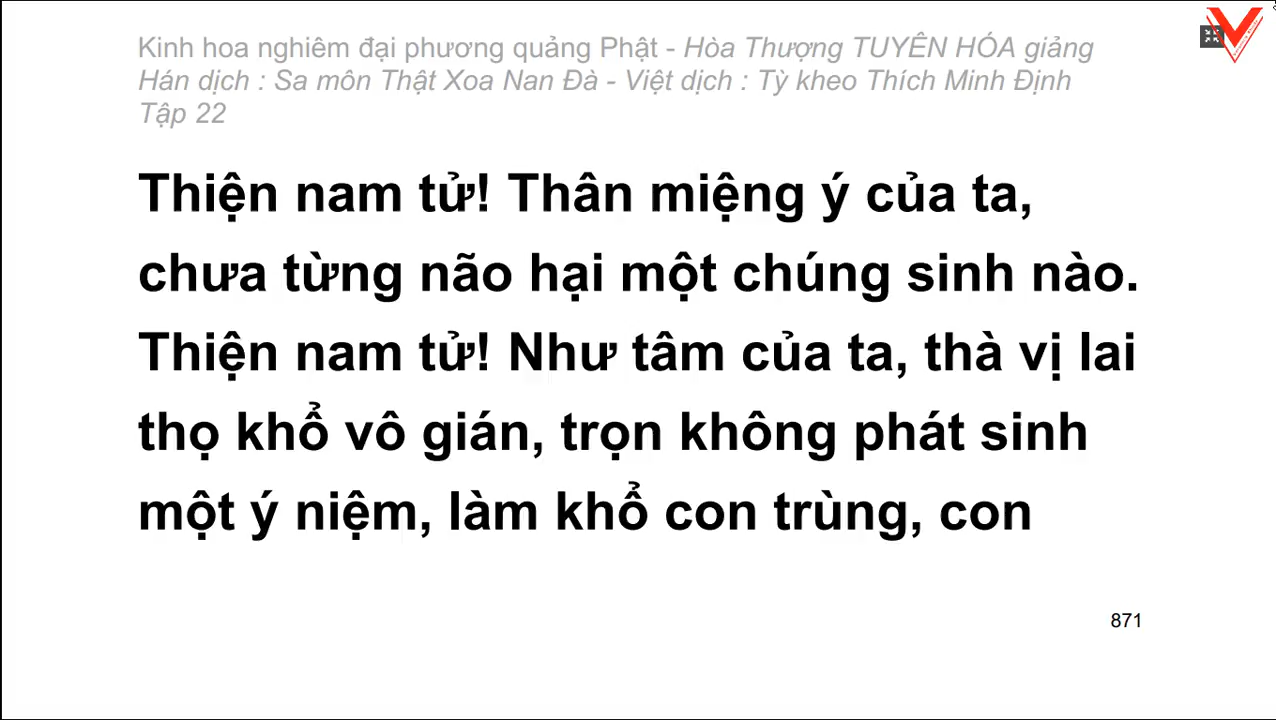 Kinh hoa nghiêm đại phương quảng Phật - Hòa Thượng TUYÊN HÓA giảng
Hán dịch : Sa môn Thật Xoa Nan Đà - Việt dịch : Tỳ kheo Thích Minh Định
Tập 22
Thiện nam tử! Thân miệng ý của ta,
chưa từng não hại một chúng sinh nào.
Thiện nam tử! Như tâm của ta, thà vị lai
thọ khổ vô gián, trọn không phát sinh
một ý niệm, làm khổ con trùng, con
871